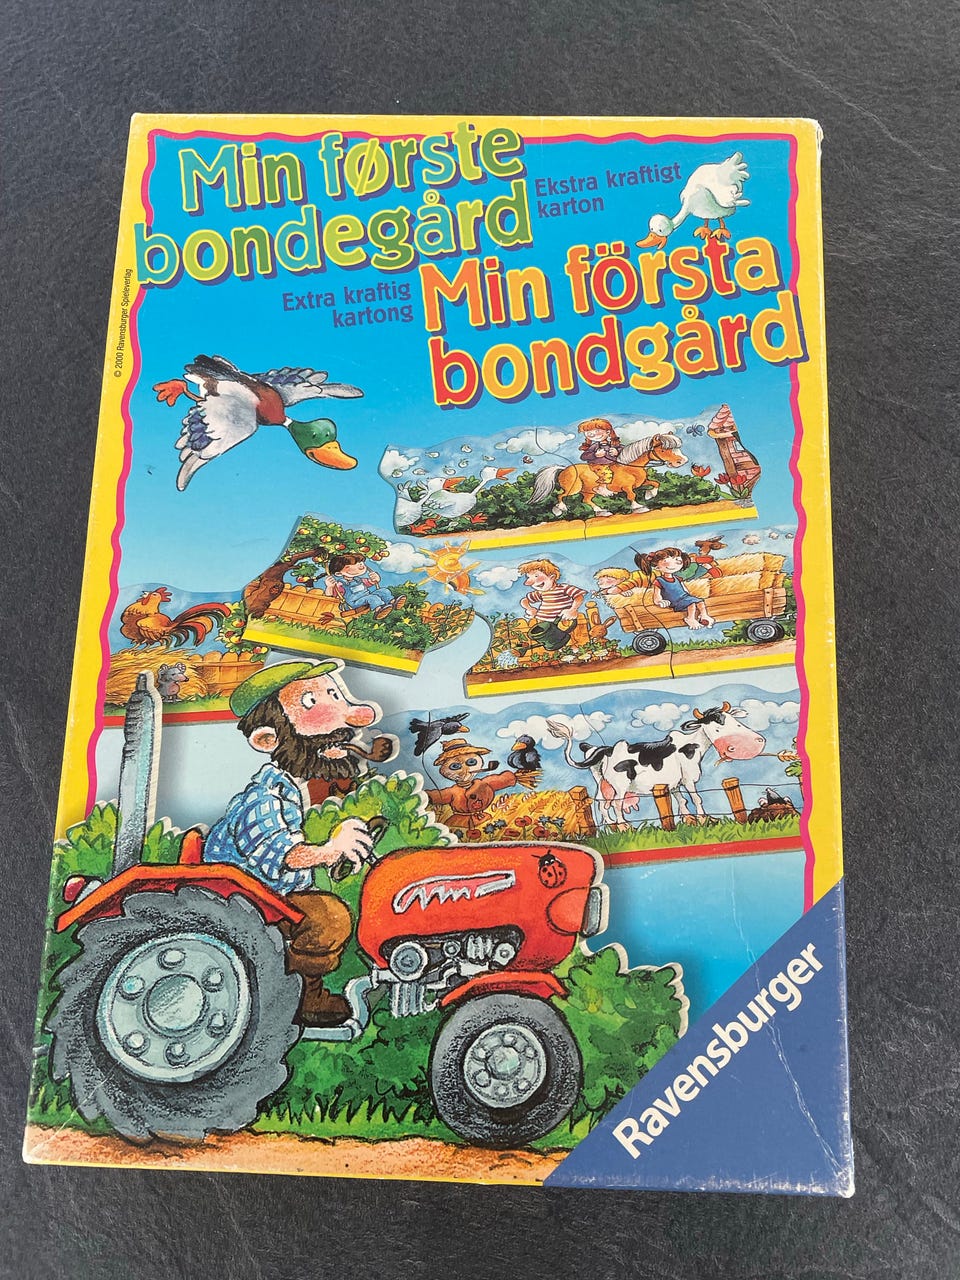 Min første
bondegård
Ekstra kraftigt
karton
Min första
bondgård
Extra kraftig
kartong
© 2000 Ravensburger Spieleverlag
Ravensburger